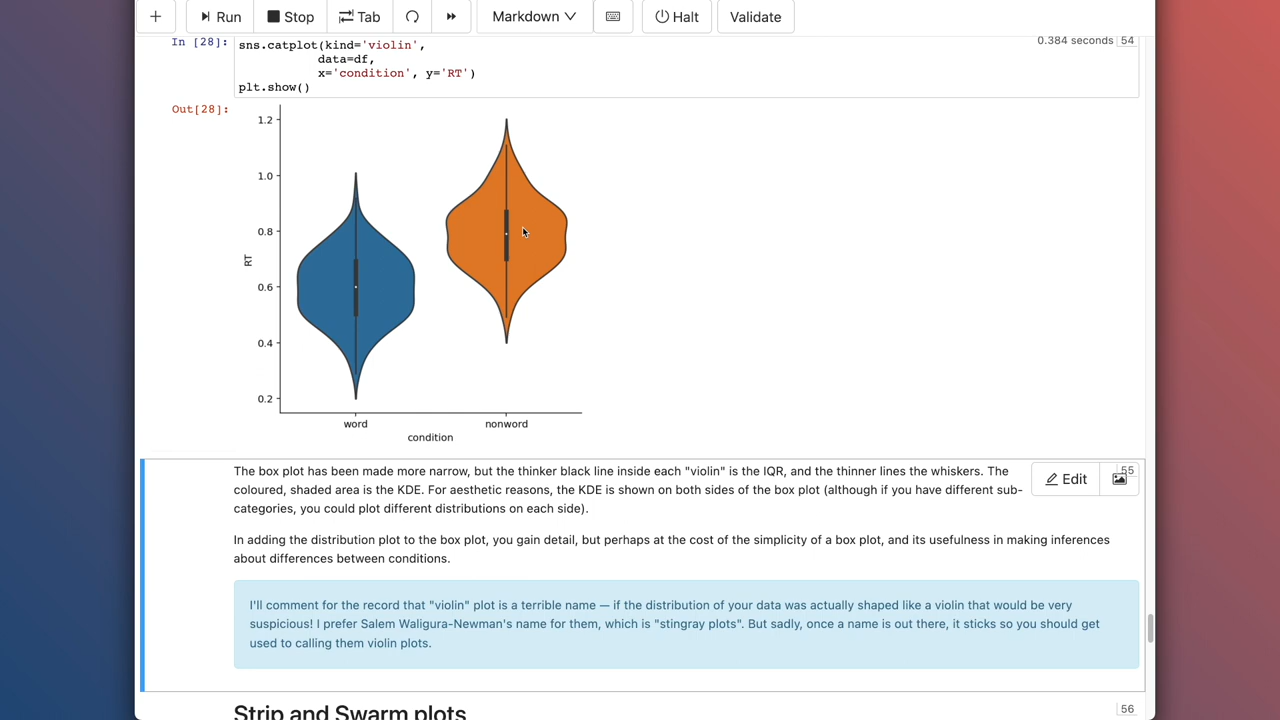 + Run Stop Tab Markdown Halt Validate
In [28]: sns.catplot(kind='violin', 0.384 seconds 54
data=df,
x='condition', y='RT')
plt.show()
Out[28]:
1.2
1.0
0.8
RT
0.6
0.4
0.2
word nonword
condition
The box plot has been made more narrow, but the thinker black line inside each "violin" is the IQR, and the thinner lines the whiskers. The
coloured, shaded area is the KDE. For aesthetic reasons, the KDE is shown on both sides of the box plot (although if you have different sub-
categories, you could plot different distributions on each side).
Edit 55
In adding the distribution plot to the box plot, you gain detail, but perhaps at the cost of the simplicity of a box plot, and its usefulness in making inferences
about differences between conditions.
I'll comment for the record that "violin" plot is a terrible name — if the distribution of your data was actually shaped like a violin that would be very
suspicious! I prefer Salem Waligura-Newman's name for them, which is "stingray plots". But sadly, once a name is out there, it sticks so you should get
used to calling them violin plots.
Strip and Swarm plots 56